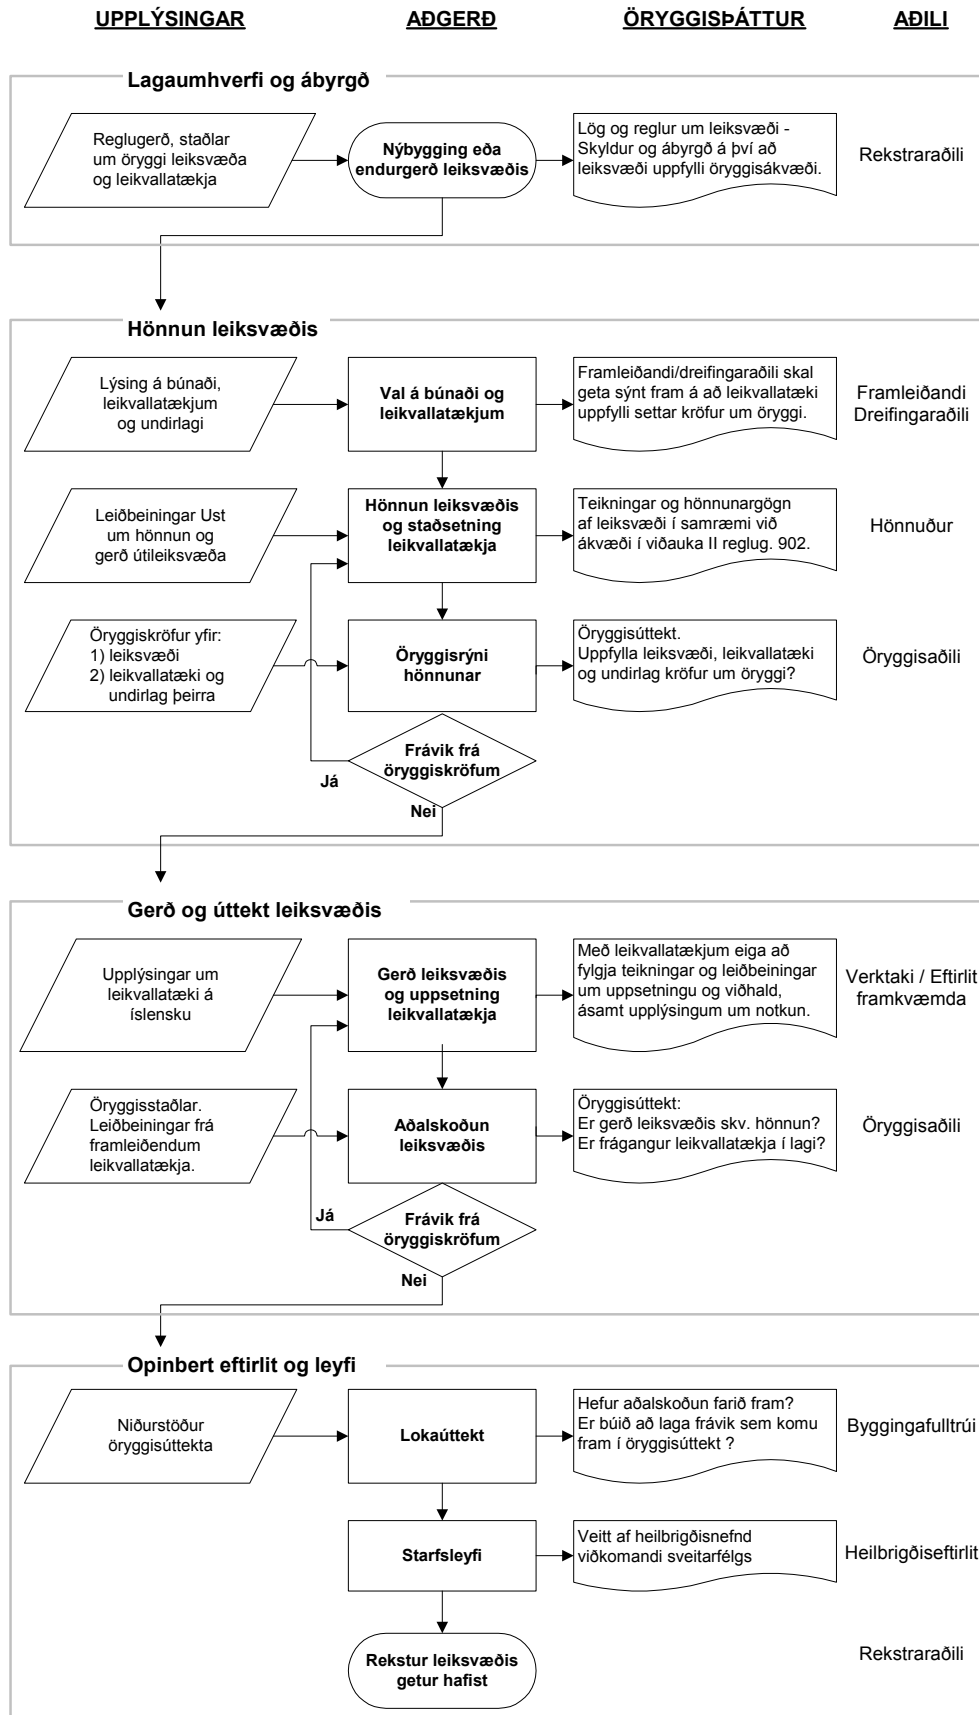 UPPLÝSINGAR
AÐGERÐ
ÖRYGGISÞÁTTUR
AÐILI
Lagaumhverfi og ábyrgð
Reglugerð, staðlar
um öryggi leiksvæða
og leikvallatækja
Nýbygging eða
endurgerð leiksvæðis
Lög og reglur um leiksvæði -
Skyldur og ábyrgð á því að
leiksvæði uppfylli öryggisákvæði.
Rekstraraðili
Hönnun leiksvæðis
Lýsing á búnaði,
leikvallatækjum
og undirlagi
Val á búnaði og
leikvallatækjum
Framleiðandi/dreifingaraðili skal
geta sýnt fram á að leikvallatæki
uppfylli settar kröfur um öryggi.
Framleiðandi
Dreifingaraðili
Leiðbeiningar Ust
um hönnun og
gerð útileiksvæða
Hönnun leiksvæðis
og staðsetning
leikvallatækja
Teikningar og hönnunargögn
af leiksvæði í samræmi við
ákvæði í viðauka II reglug. 902.
Hönnuður
Öryggiskröfur yfir:
1) leiksvæði
2) leikvallatæki og
undirlag þeirra
Öryggisrýni
hönnunar
Öryggisúttekt.
Uppfylla leiksvæði, leikvallatæki
og undirlag kröfur um öryggi?
Öryggisaðili
Frávik frá
öryggiskröfum
Já
Nei
Gerð og úttekt leiksvæðis
Upplýsingar um
leikvallatæki á
íslensku
Gerð leiksvæðis
og uppsetning
leikvallatækja
Með leikvallatækjum eiga að
fylgja teikningar og leiðbeiningar
um uppsetningu og viðhald,
ásamt upplýsingum um notkun.
Verktaki / Eftirlit
framkvæmda
Öryggisstaðlar.
Leiðbeiningar frá
framleiðendum
leikvallatækja.
Aðalskoðun
leiksvæðis
Öryggisúttekt:
Er gerð leiksvæðis skv. hönnun?
Er frágangur leikvallatækja í lagi?
Öryggisaðili
Já
Frávik frá
öryggiskröfum
Nei
Opinbert eftirlit og leyfi
Niðurstöður
öryggisúttekta
Lokaúttekt
Hefur aðalskoðun farið fram?
Er búið að laga frávik sem komu
fram í öryggisúttekt ?
Byggingafulltrúi
Starfsleyfi
Veitt af heilbrigðisnefnd
viðkomandi sveitarfélgs
Heilbrigðiseftirlit
Rekstur leiksvæðis
getur hafist
Rekstraraðili